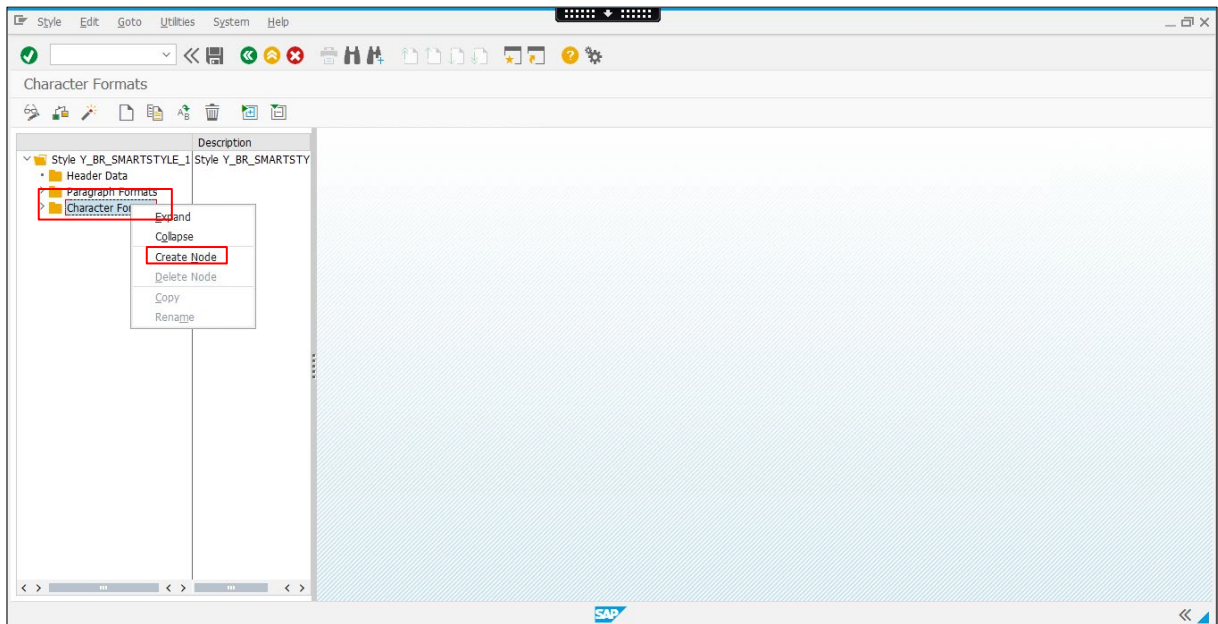 Style Edit Goto Utilities System Help
Character Formats
Description
Style Y_BR_SMARTSTYLE_1 Style Y_BR_SMARTSTY
Header Data
Paragraph Formats
Character For
Expand
Collapse
Create Node
Delete Node
Copy
Rename
SAP